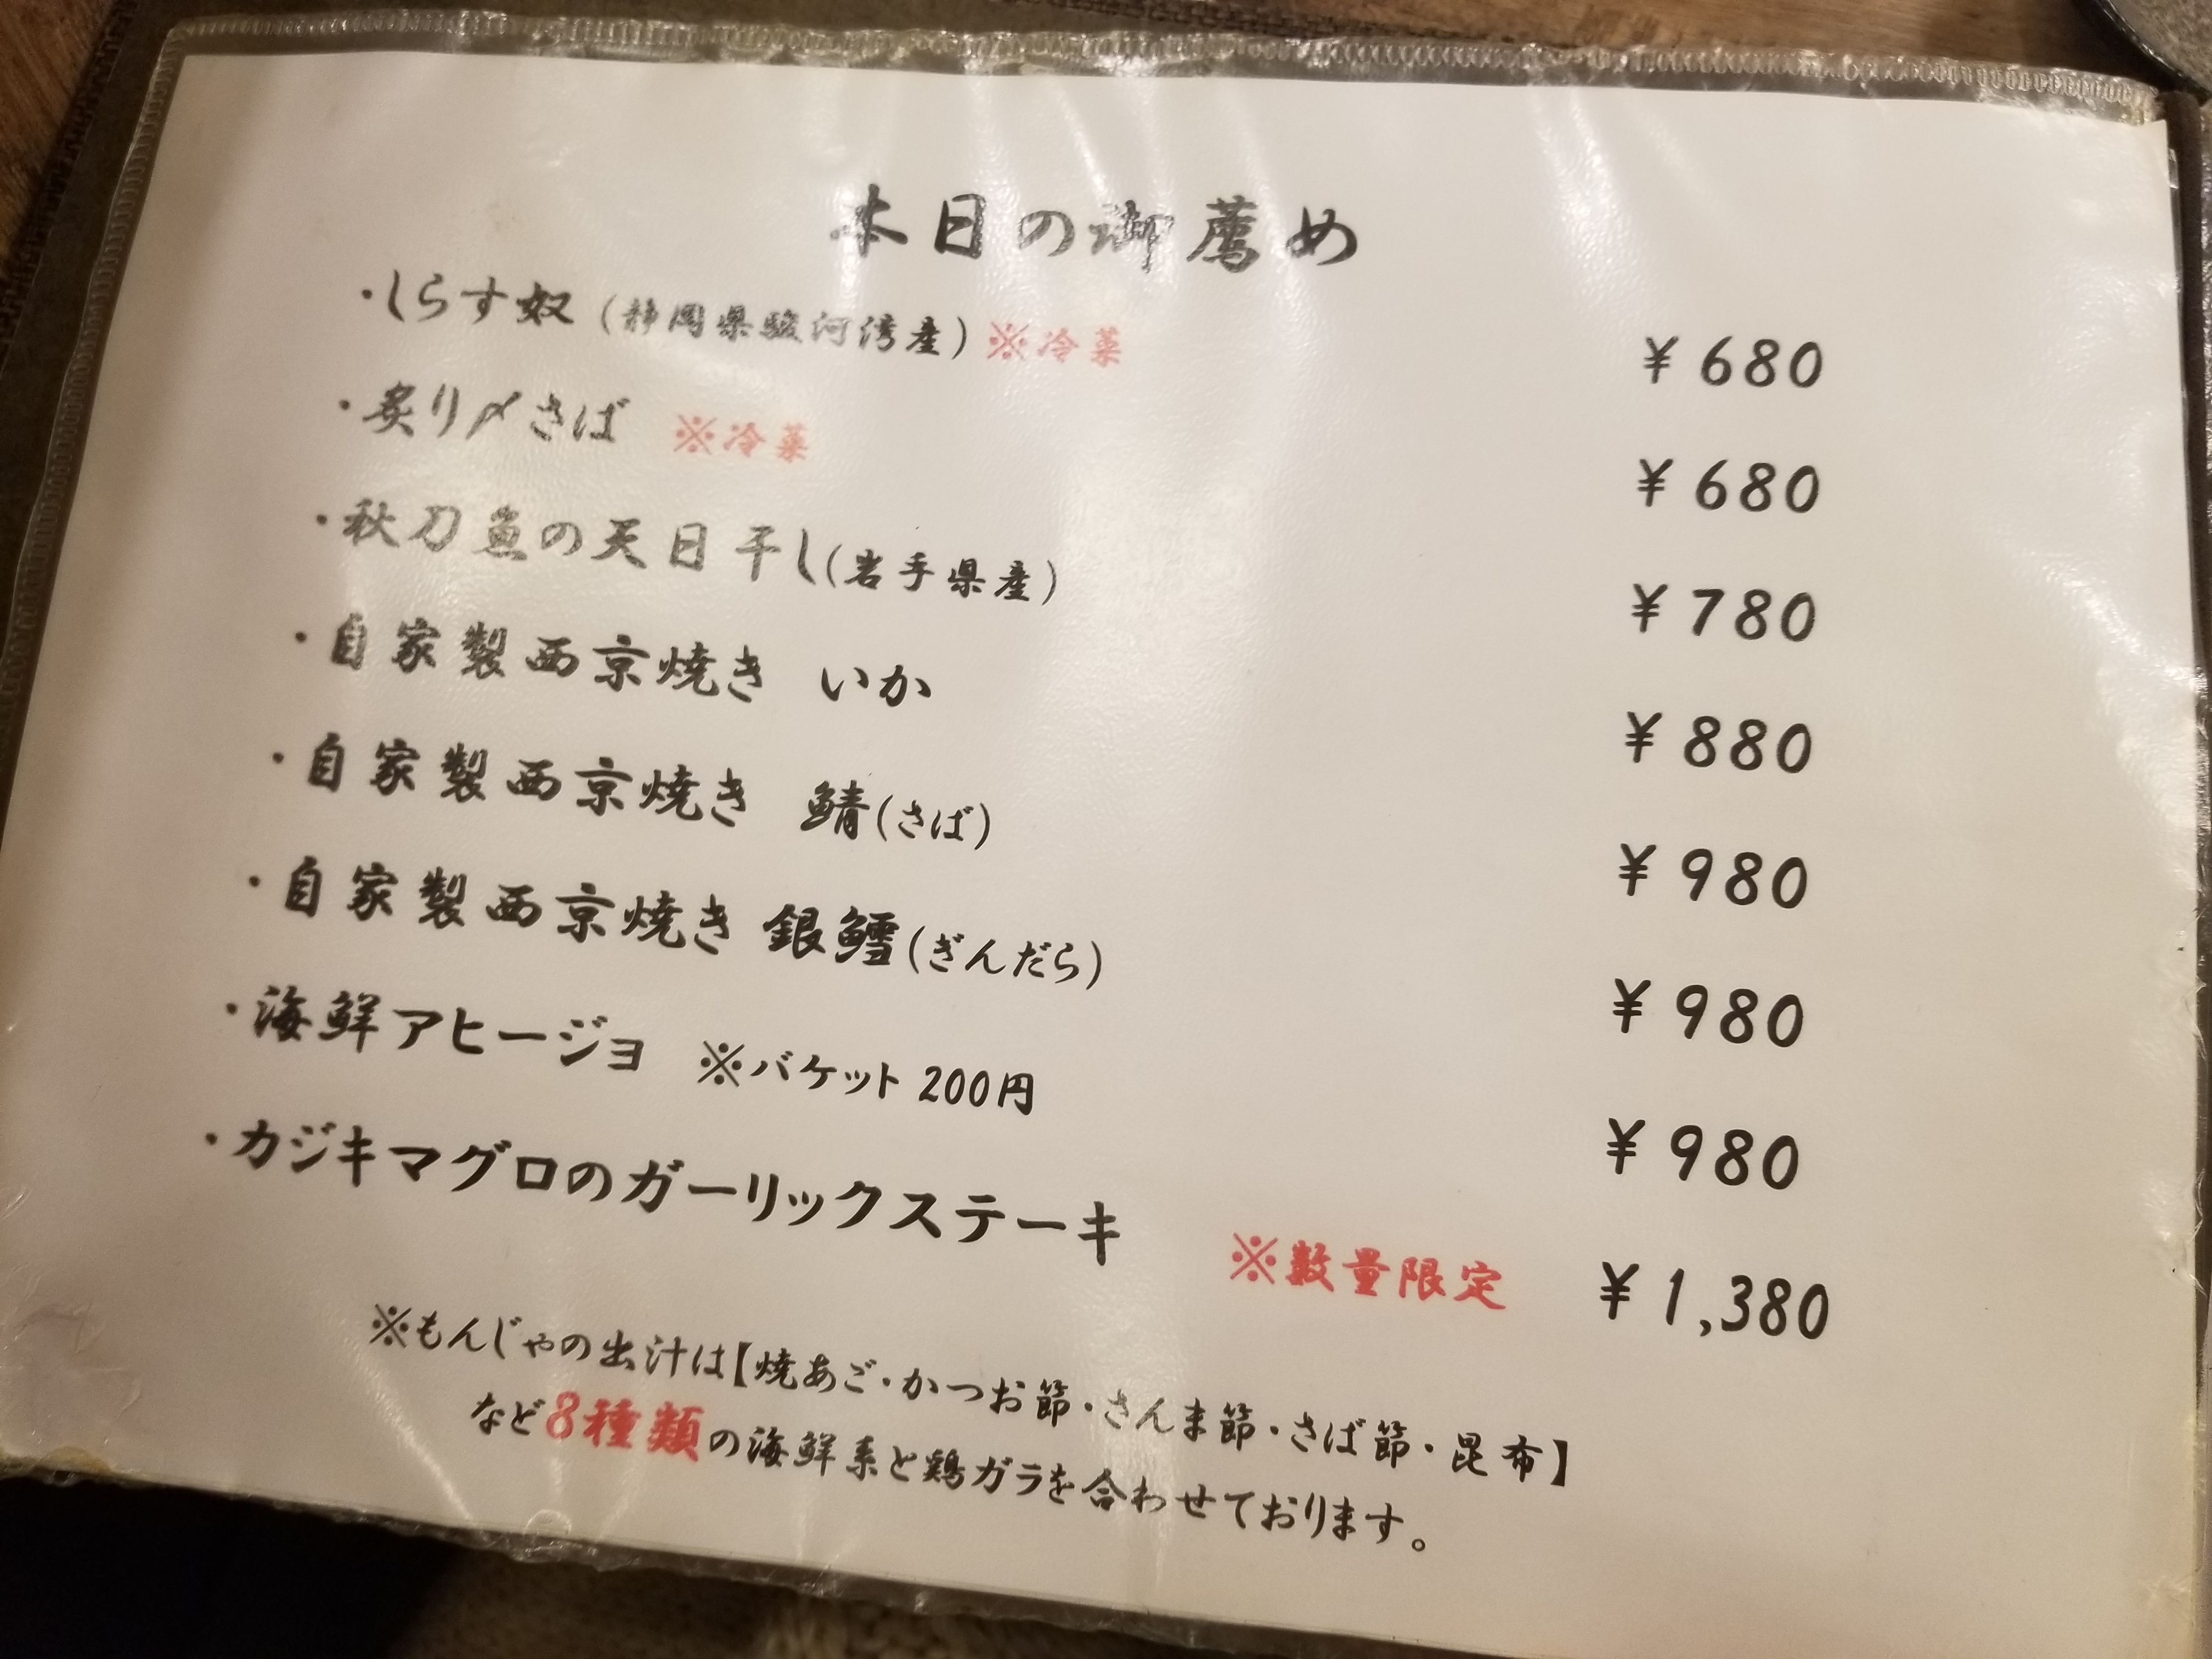 本日の御薦め
・しらす奴(静岡県駿河湾産)※冷菜 ¥680
・炙り〆さば ※冷菜 ¥680
・秋刀魚の天日干し(岩手県産) ¥780
・自家製西京焼き いか ¥880
・自家製西京焼き 鯖(さば) ¥980
・自家製西京焼き 銀鱈(ぎんだら) ¥980
・海鮮アヒージョ ※バケット200円 ¥980
・カジキマグロのガーリックステーキ ※数量限定 ¥1,380
※もんじゃの出汁は【焼あご・かつお節・さんま節・さば節・昆布】
など8種類の海鮮系と鶏ガラを合わせております。